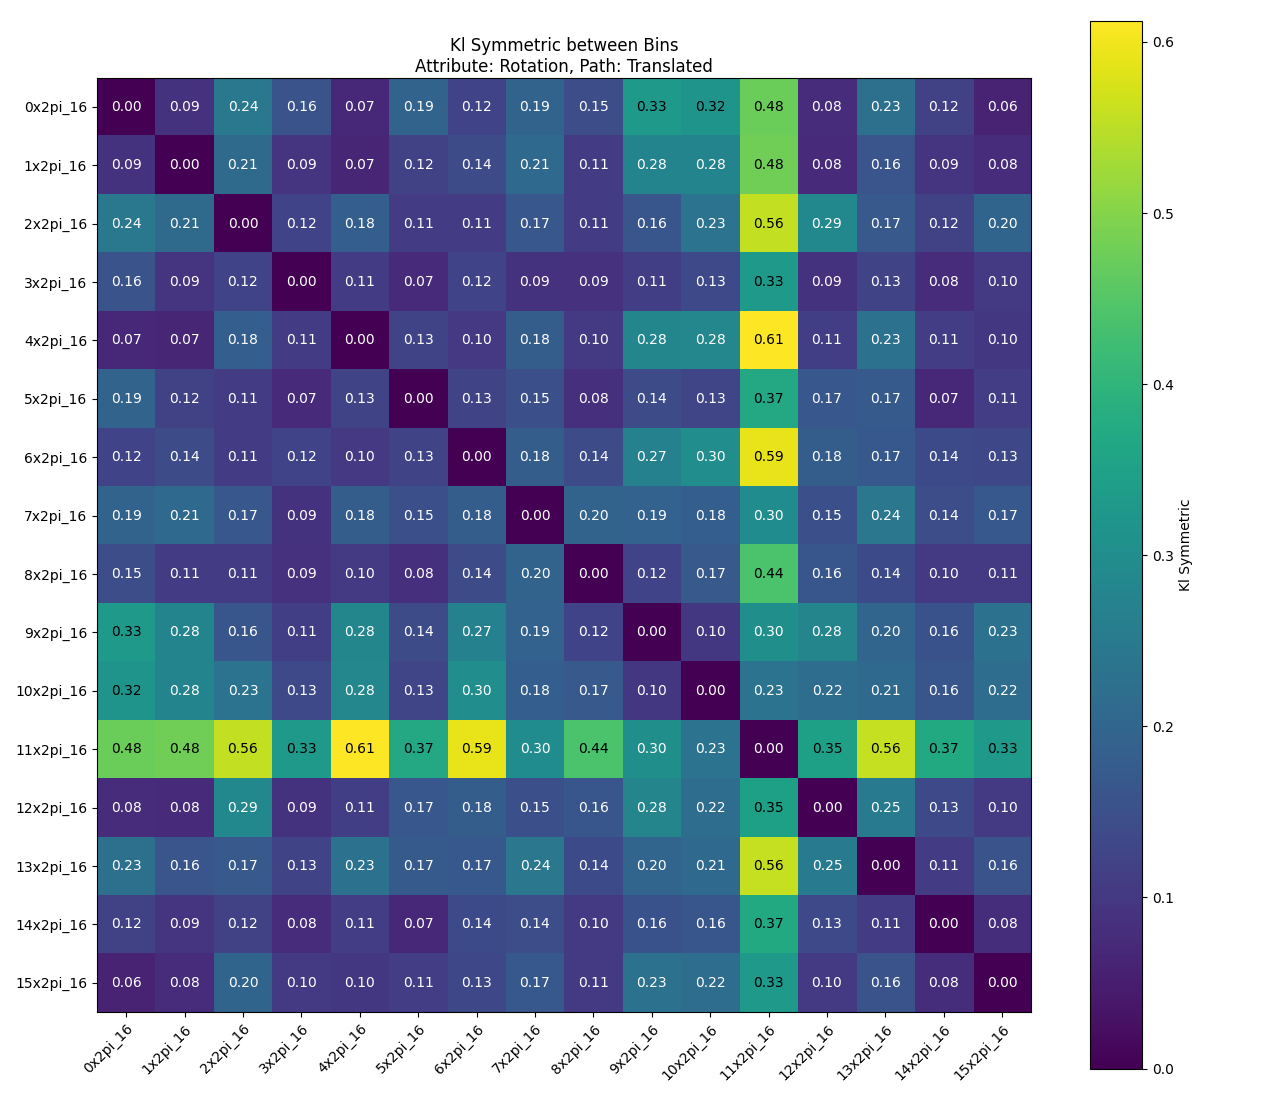 Kl Symmetric between Bins
Attribute: Rotation, Path: Translated
0x2pi_16 0.00 0.09 0.24 0.16 0.07 0.19 0.12 0.19 0.15 0.33 0.32 0.48 0.08 0.23 0.12 0.06
1x2pi_16 0.09 0.00 0.21 0.09 0.07 0.12 0.14 0.21 0.11 0.28 0.28 0.48 0.08 0.16 0.09 0.08
2x2pi_16 0.24 0.21 0.00 0.12 0.18 0.11 0.11 0.17 0.11 0.16 0.23 0.56 0.29 0.17 0.12 0.20
3x2pi_16 0.16 0.09 0.12 0.00 0.11 0.07 0.12 0.09 0.09 0.11 0.13 0.33 0.09 0.13 0.08 0.10
4x2pi_16 0.07 0.07 0.18 0.11 0.00 0.13 0.10 0.18 0.10 0.28 0.28 0.61 0.11 0.23 0.11 0.10
5x2pi_16 0.19 0.12 0.11 0.07 0.13 0.00 0.13 0.15 0.08 0.14 0.13 0.37 0.17 0.17 0.07 0.11
6x2pi_16 0.12 0.14 0.11 0.12 0.10 0.13 0.00 0.18 0.14 0.27 0.30 0.59 0.18 0.17 0.14 0.13
7x2pi_16 0.19 0.21 0.17 0.09 0.18 0.15 0.18 0.00 0.20 0.19 0.18 0.30 0.15 0.24 0.14 0.17
8x2pi_16 0.15 0.11 0.11 0.09 0.10 0.08 0.14 0.20 0.00 0.12 0.17 0.44 0.16 0.14 0.10 0.11
9x2pi_16 0.33 0.28 0.16 0.11 0.28 0.14 0.27 0.19 0.12 0.00 0.10 0.30 0.28 0.20 0.16 0.23
10x2pi_16 0.32 0.28 0.23 0.13 0.28 0.13 0.30 0.18 0.17 0.10 0.00 0.23 0.22 0.21 0.16 0.22
11x2pi_16 0.48 0.48 0.56 0.33 0.61 0.37 0.59 0.30 0.44 0.30 0.23 0.00 0.35 0.56 0.37 0.33
12x2pi_16 0.08 0.08 0.29 0.09 0.11 0.17 0.18 0.15 0.16 0.28 0.22 0.35 0.00 0.25 0.13 0.10
13x2pi_16 0.23 0.16 0.17 0.13 0.23 0.17 0.17 0.24 0.14 0.20 0.21 0.56 0.25 0.00 0.11 0.16
14x2pi_16 0.12 0.09 0.12 0.08 0.11 0.07 0.14 0.14 0.10 0.16 0.16 0.37 0.13 0.11 0.00 0.08
15x2pi_16 0.06 0.08 0.20 0.10 0.10 0.11 0.13 0.17 0.11 0.23 0.22 0.33 0.10 0.16 0.08 0.00
0x2pi_16 1x2pi_16 2x2pi_16 3x2pi_16 4x2pi_16 5x2pi_16 6x2pi_16 7x2pi_16 8x2pi_16 9x2pi_16 10x2pi_16 11x2pi_16 12x2pi_16 13x2pi_16 14x2pi_16 15x2pi_16
0.6
0.5
0.4
0.3
0.2
0.1
0.0
Kl Symmetric